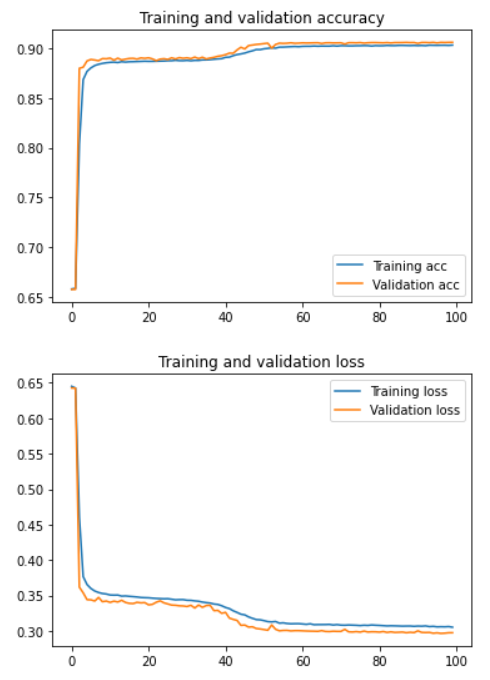 Training and validation accuracy
0.90
0.85
0.80
0.75
0.70
0.65
Training acc
Validation acc
0 20 40 60 80 100
Training and validation loss
0.65
0.60
0.55
0.50
0.45
0.40
0.35
0.30
Training loss
Validation loss
0 20 40 60 80 100